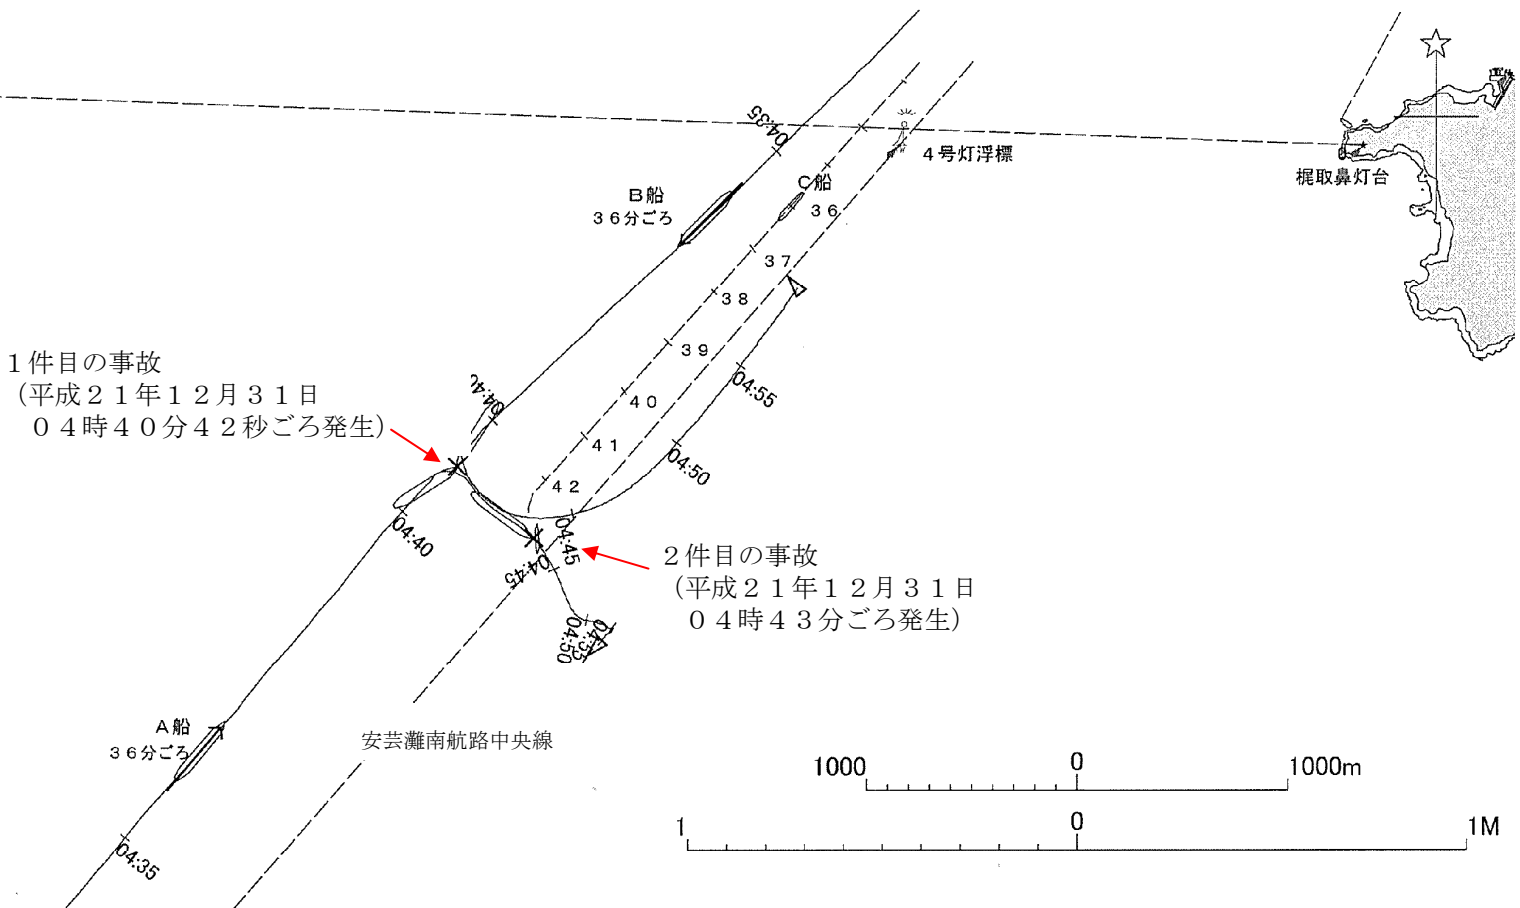 04:35
4号灯浮標
梶取鼻灯台
B船
36分ごろ
C船
36
37
38
39
40
41
42
1件目の事故
(平成21年12月31日
04時40分42秒ごろ発生)
04:40
04:40
04:55
04:50
04:45
04:45
2件目の事故
(平成21年12月31日
04時43分ごろ発生)
04:50
04:55
A船
36分ごろ
安芸灘南航路中央線
04:35
1000
0
1000m
1
0
1M